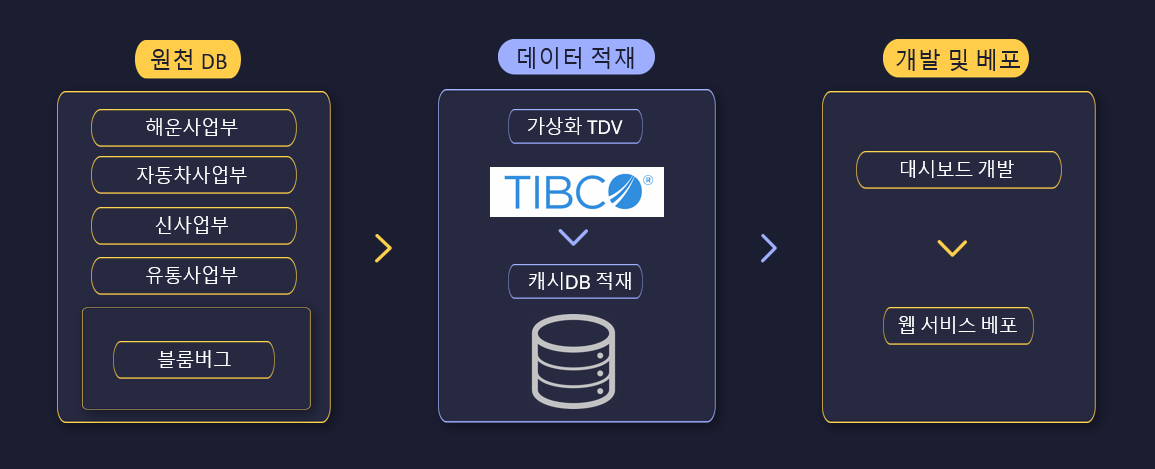 원천 DB
해운사업부
자동차사업부
신사업부
유통사업부
블룸버그
데이터 적재
가상화 TDV
TIBCO®
캐시DB 적재
개발 및 베포
대시보드 개발
웹 서비스 베포